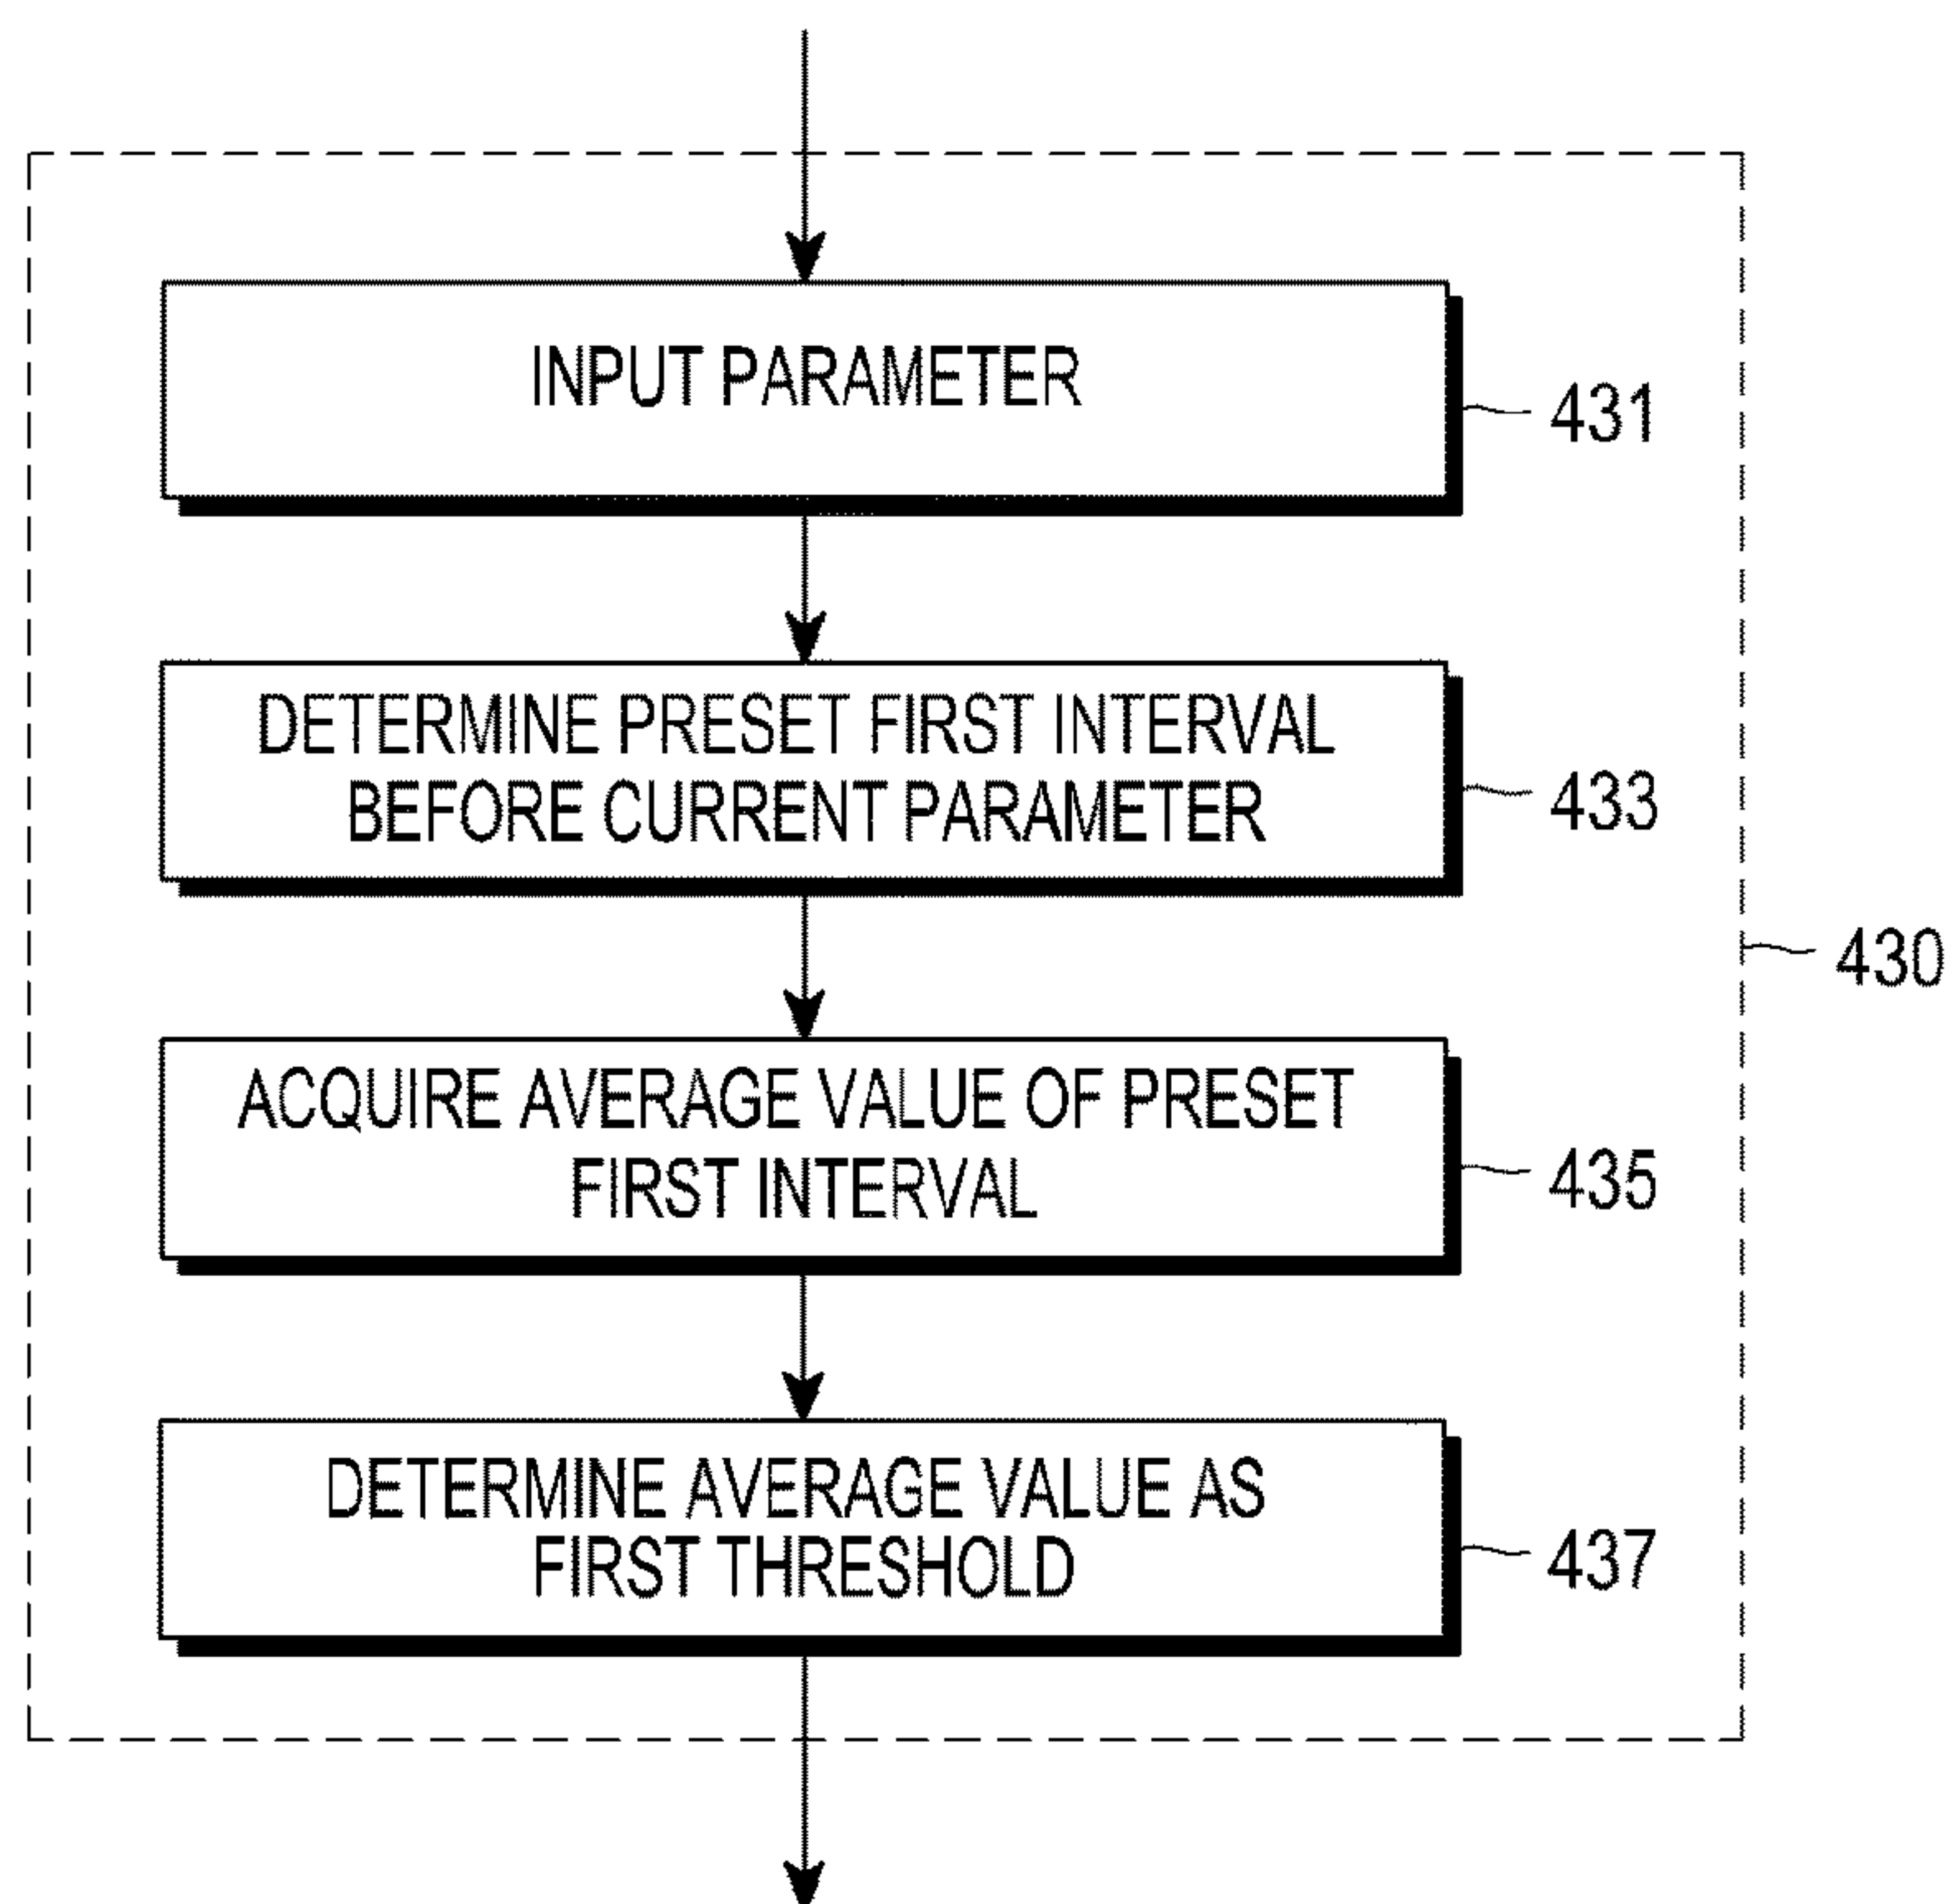 INPUT PARAMETER
431
DETERMINE PRESET FIRST INTERVAL
BEFORE CURRENT PARAMETER
433
430
ACQUIRE AVERAGE VALUE OF PRESET
FIRST INTERVAL
435
DETERMINE AVERAGE VALUE AS
FIRST THRESHOLD
437